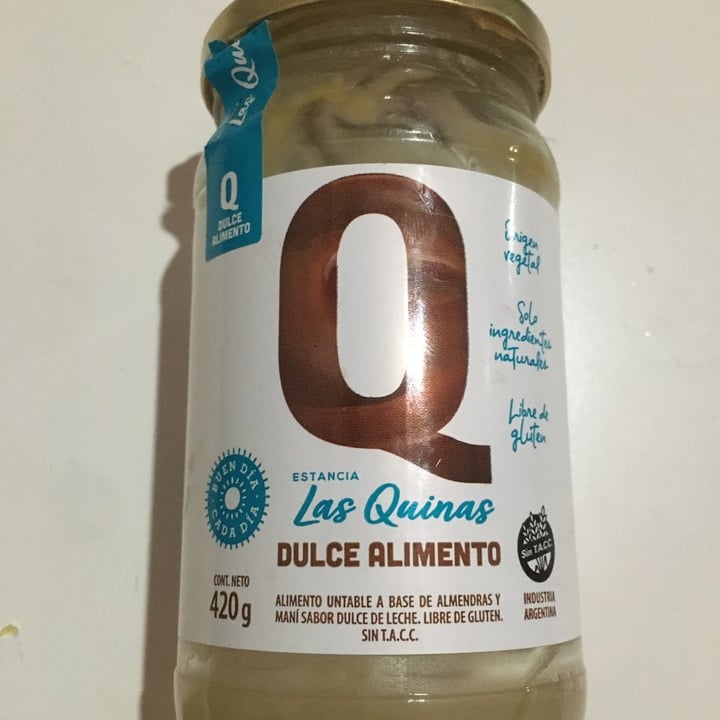 Las Qui
Q
DULCE
ALIMENTO
Q
Origen
vegetal
Solo
ingredientes
naturales
Libre de
gluten
BUEN DÍA
CADA DÍA
ESTANCIA
Las Quinas
DULCE ALIMENTO
Sin T.A.C.C.
INDUSTRIA
ARGENTINA
CONT. NETO
420g
ALIMENTO UNTABLE A BASE DE ALMENDRAS Y
MANÍ SABOR DULCE DE LECHE. LIBRE DE GLUTEN.
SIN T.A.C.C.